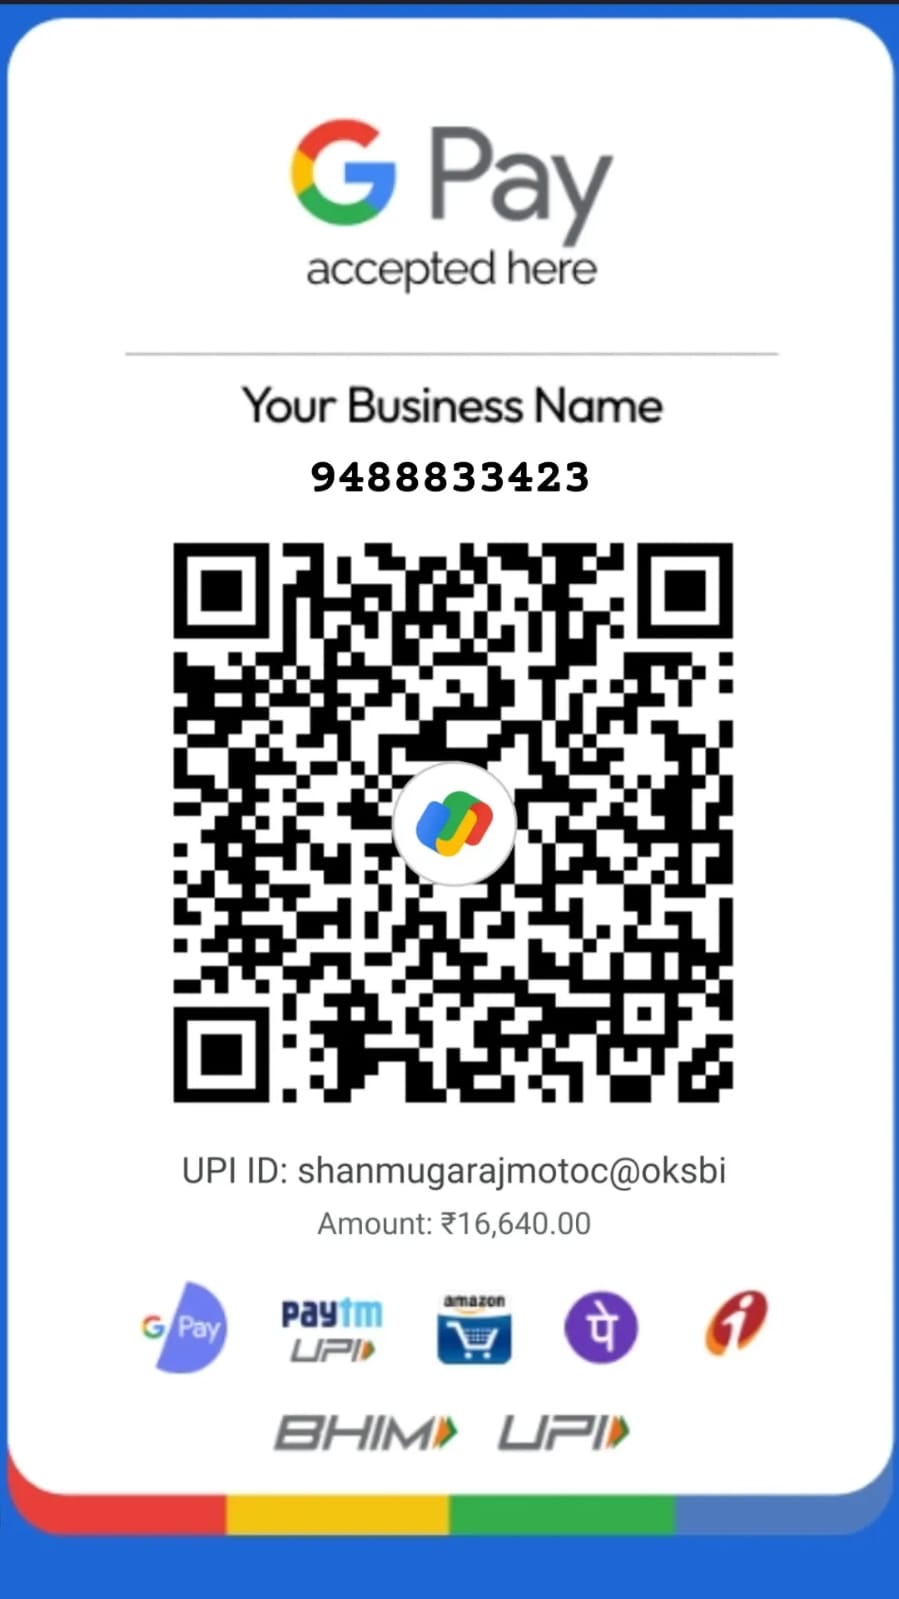 G Pay
accepted here
Your Business Name
9488833423
UPI ID: shanmugarajmotoc@oksbi
Amount: ₹16,640.00
G Pay
paytm
UPI
amazon
पे
i
BHIM UPI